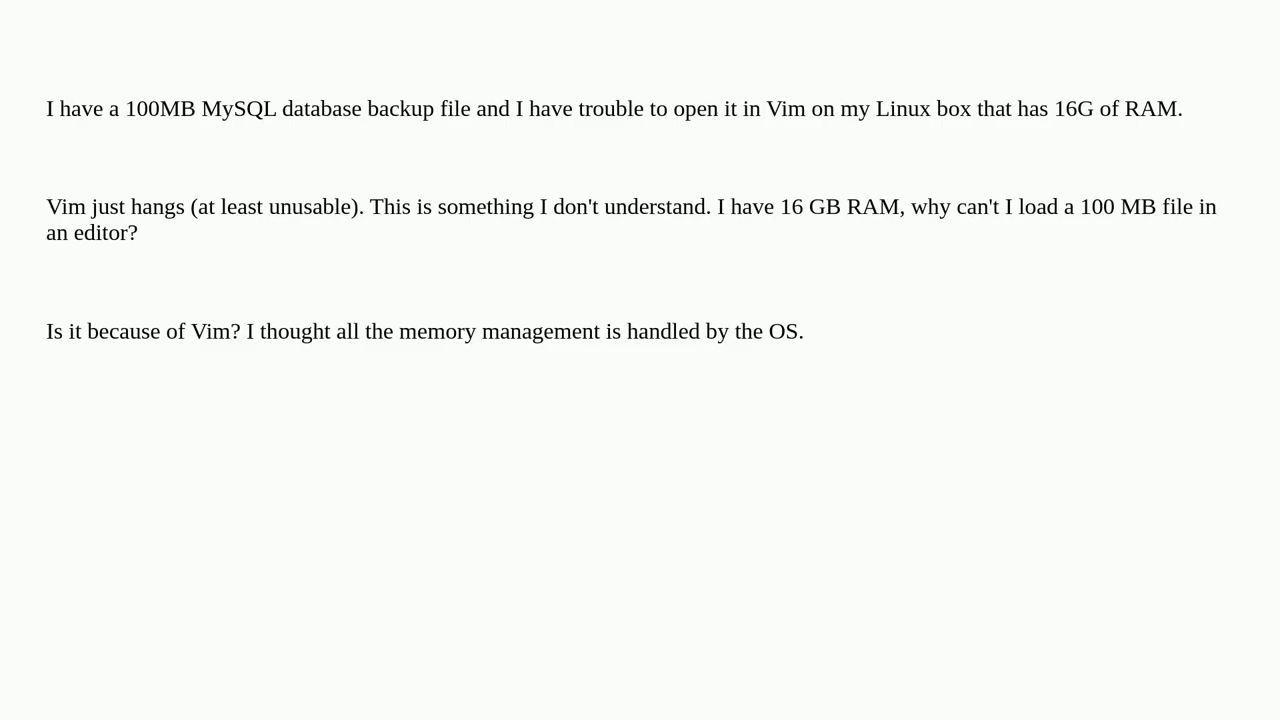 I have a 100MB MySQL database backup file and I have trouble to open it in Vim on my Linux box that has 16G of RAM.
Vim just hangs (at least unusable). This is something I don't understand. I have 16 GB RAM, why can't I load a 100 MB file in
an editor?
Is it because of Vim? I thought all the memory management is handled by the OS.